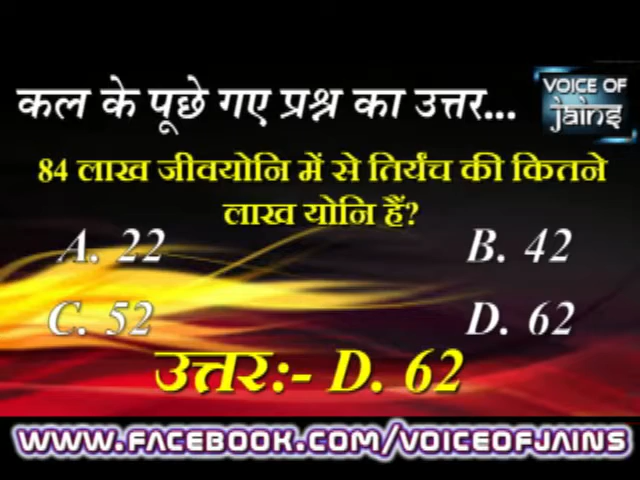 कल के पूछे गए प्रश्न का उत्तर...
VOICE OF
jains
84 लाख जीवयोनि में से तिर्यंच की कितने
लाख योनि हैं?
A. 22
B. 42
C. 52
D. 62
उत्तर:- D. 62
WWW.FACEBOOK.COM/VOICEOFJAINS